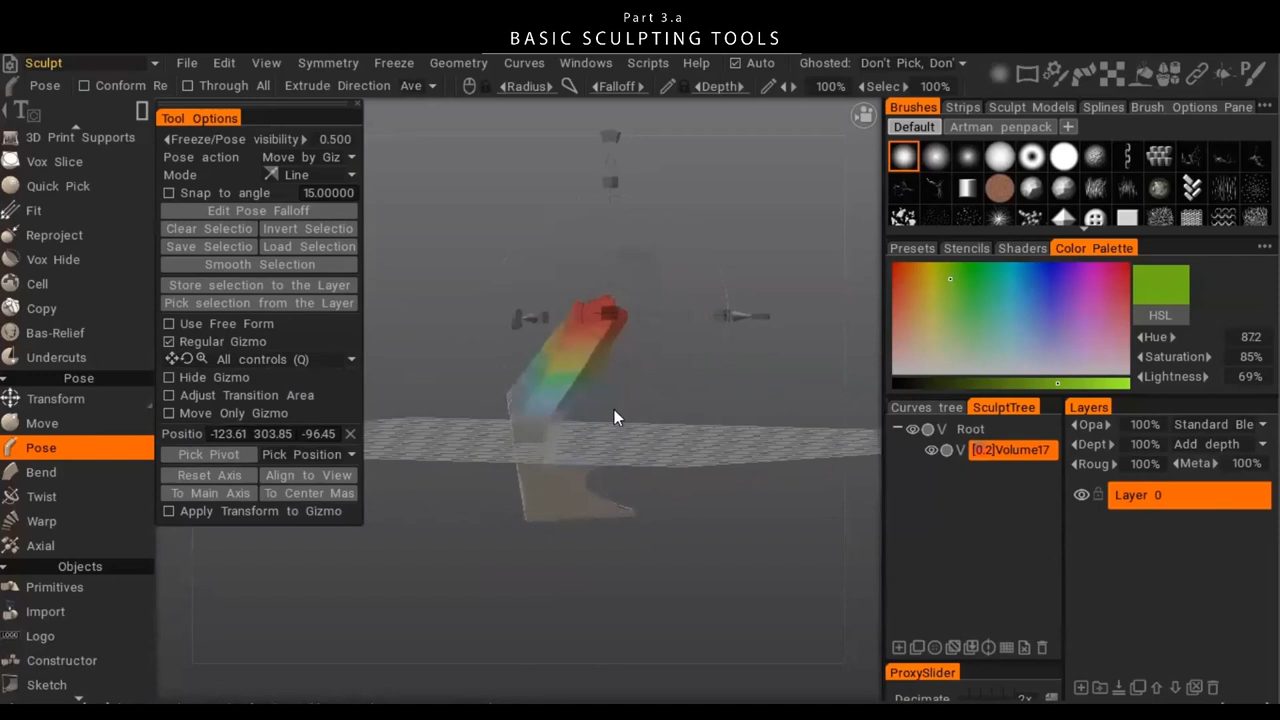 Part 3.a
BASIC SCULPTING TOOLS
Sculpt File Edit View Symmetry Freeze Geometry Curves Windows Scripts Help Auto Ghosted: Don't Pick, Don'
Pose Conform Re Through All Extrude Direction Ave Radius Falloff Depth 100% Selec 100%
T
3D Print Supports
Vox Slice
Quick Pick
Fit
Reproject
Vox Hide
Cell
Copy
Bas-Relief
Undercuts
Pose
Transform
Move
Pose
Bend
Twist
Warp
Axial
Objects
Primitives
Import
LOGO Logo
Constructor
Sketch
Tool Options
Freeze/Pose visibility 0.500
Pose action Move by Giz
Mode Line
Snap to angle 15.00000
Edit Pose Falloff
Clear Selectio Invert Selectio
Save Selectio Load Selection
Smooth Selection
Store selection to the Layer
Pick selection from the Layer
Use Free Form
Regular Gizmo
All controls (Q)
Hide Gizmo
Adjust Transition Area
Move Only Gizmo
Positio -123.61 303.85 -96.45
Pick Pivot Pick Position
Reset Axis Align to View
To Main Axis To Center Mas
Apply Transform to Gizmo
Brushes Strips Sculpt Models Splines Brush Options Pane
Default Artman penpack
Presets Stencils Shaders Color Palette
HSL
Hue 87.2
Saturation 85%
Lightness 69%
Curves tree SculptTree
Root
V
[0.2]Volume17
V
Layers
Opa 100% Standard Ble
Dept 100% Add depth
Roug 100% Meta 100%
Layer 0
ProxySlider
Decimate 2x